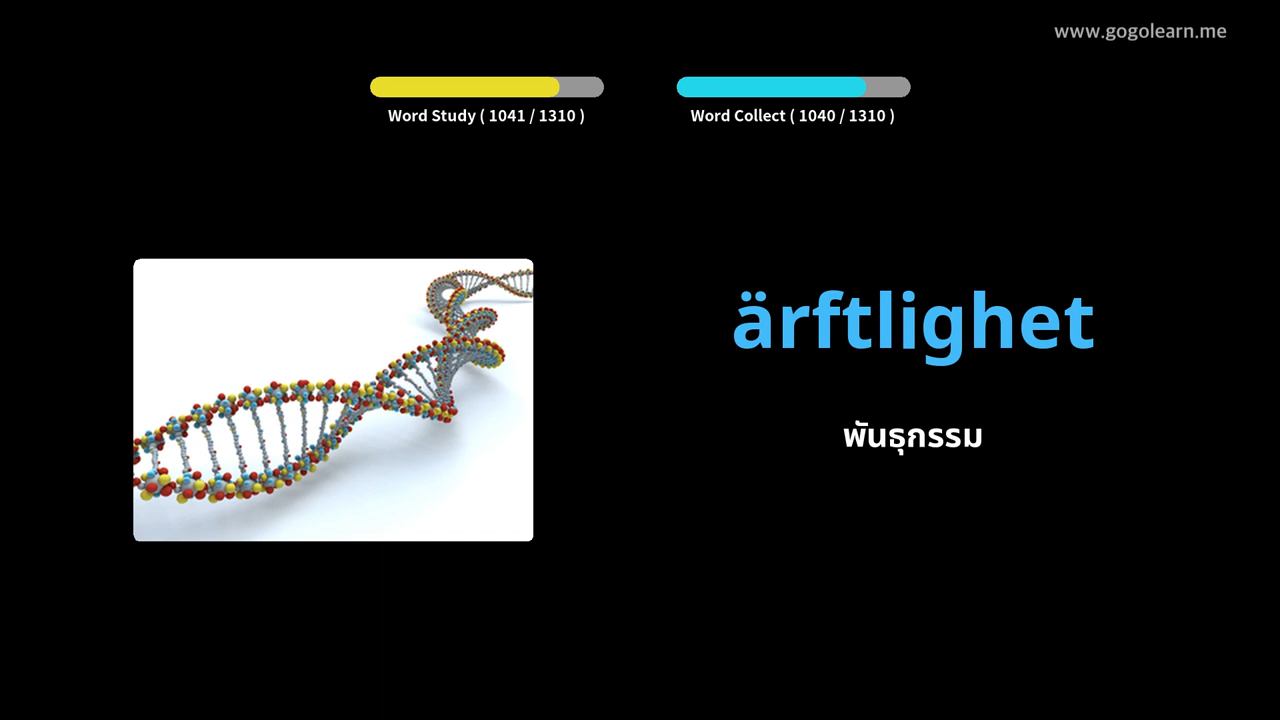 www.gogolearn.me
Word Study ( 1041 / 1310 )
Word Collect ( 1040 / 1310 )
ärftlighet
พันธุกรรม